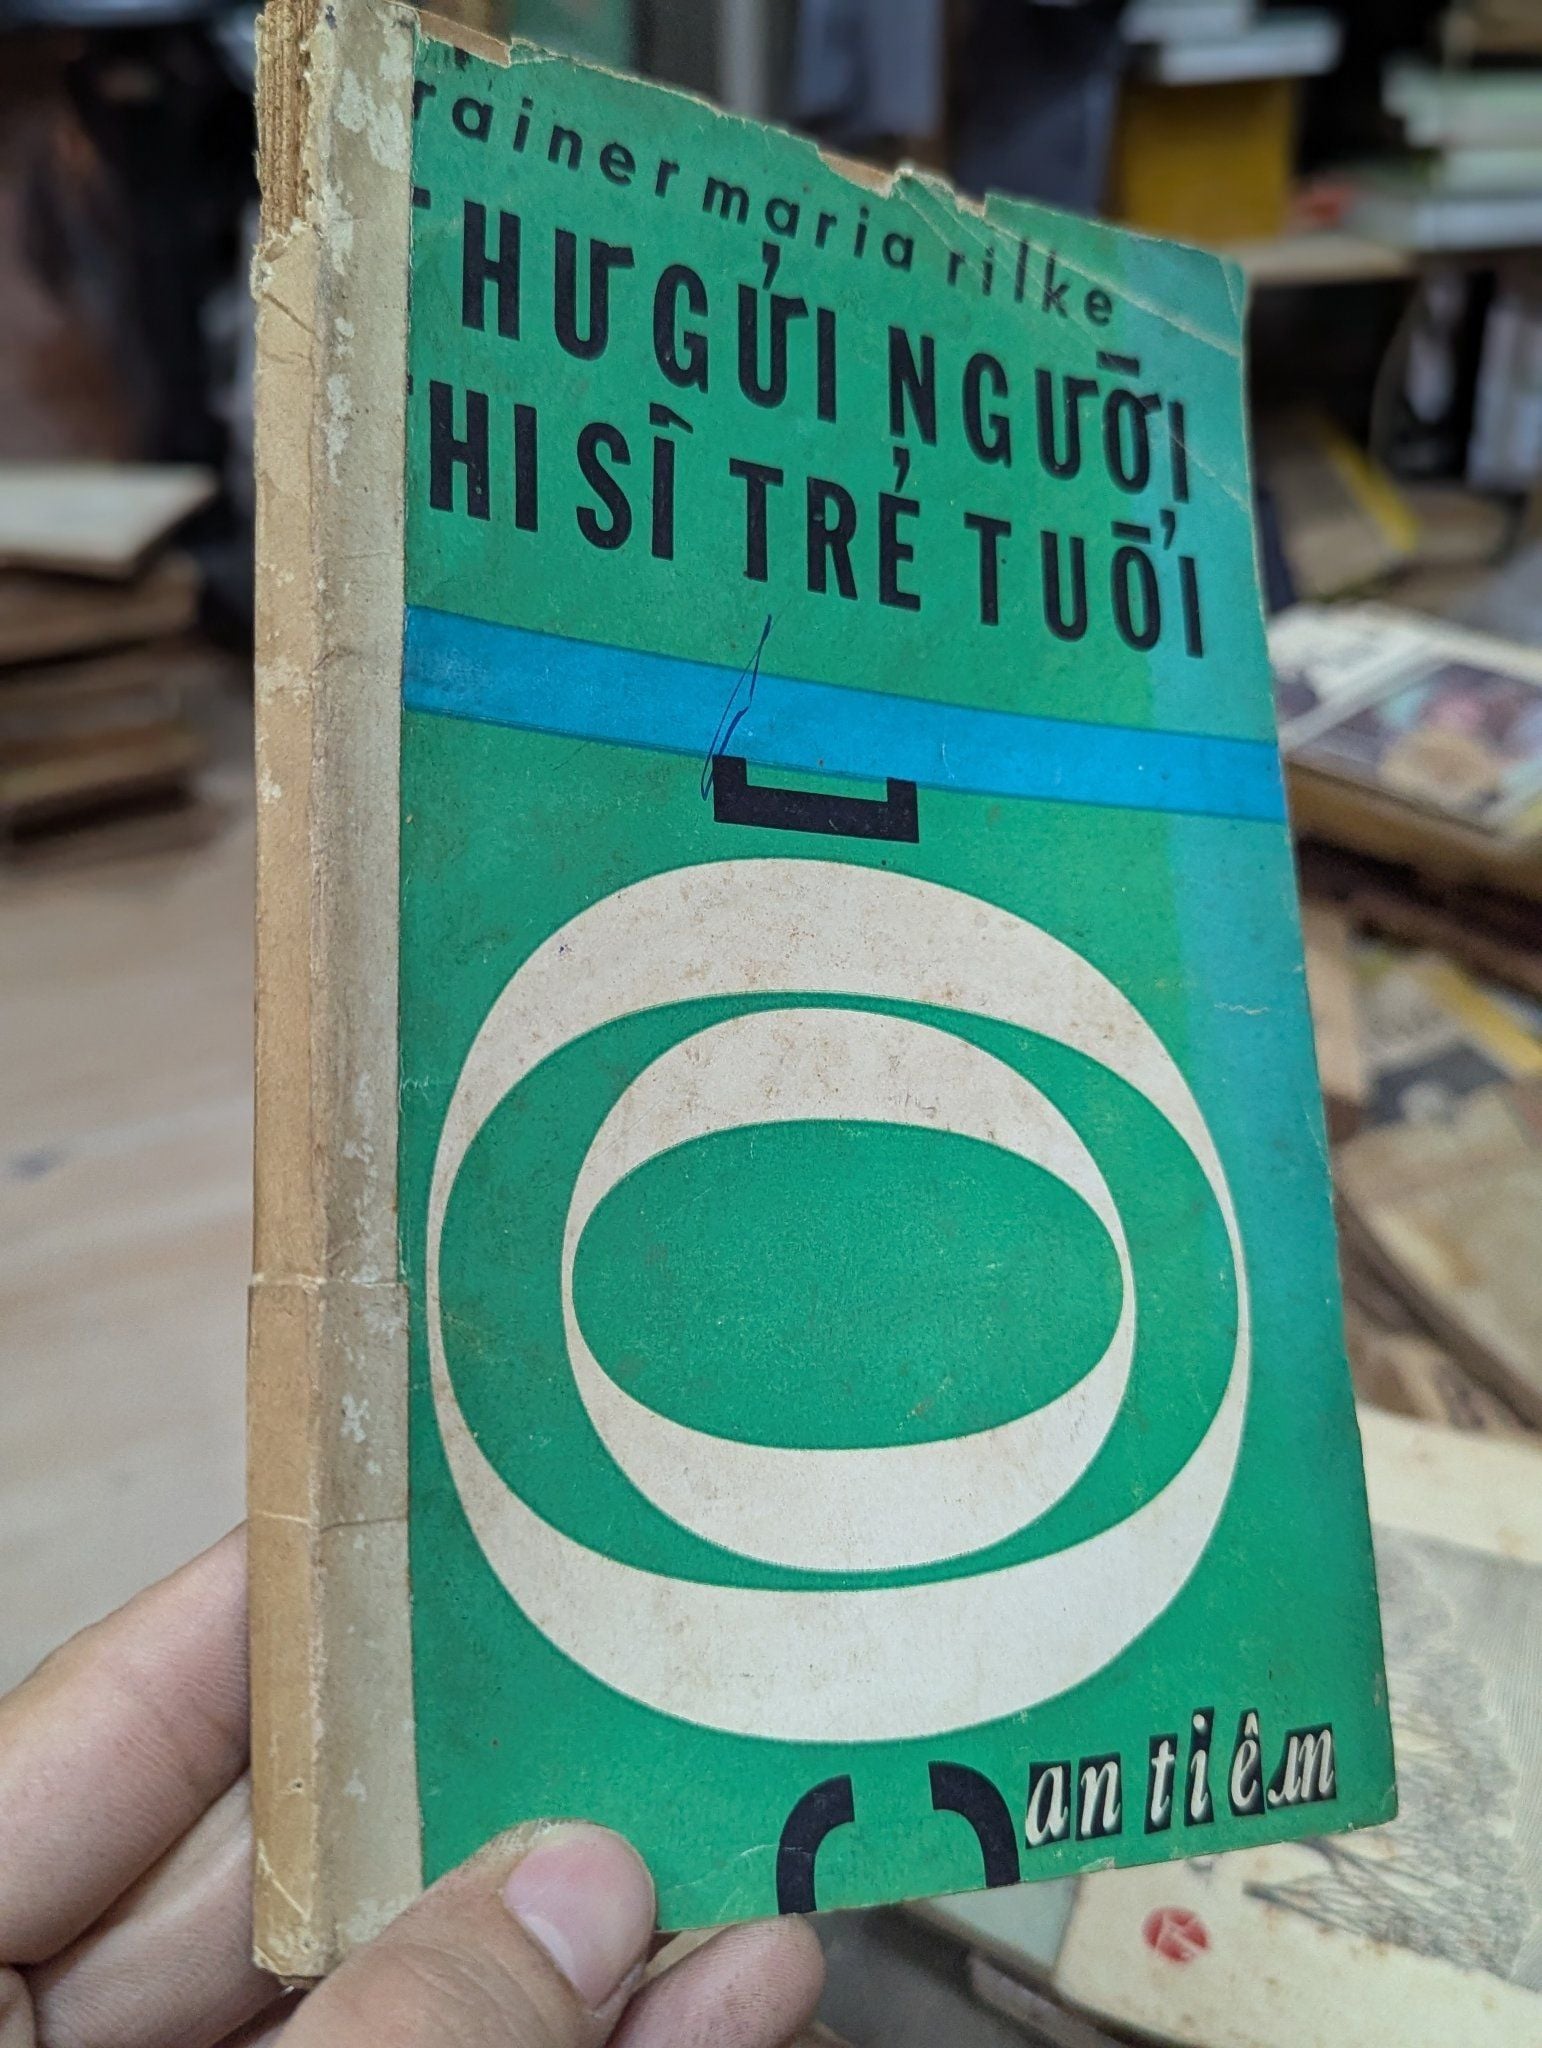 rainer maria rilke
THƯ GỬI NGƯỜI
THI SĨ TRẺ TUỔI
an tiêm